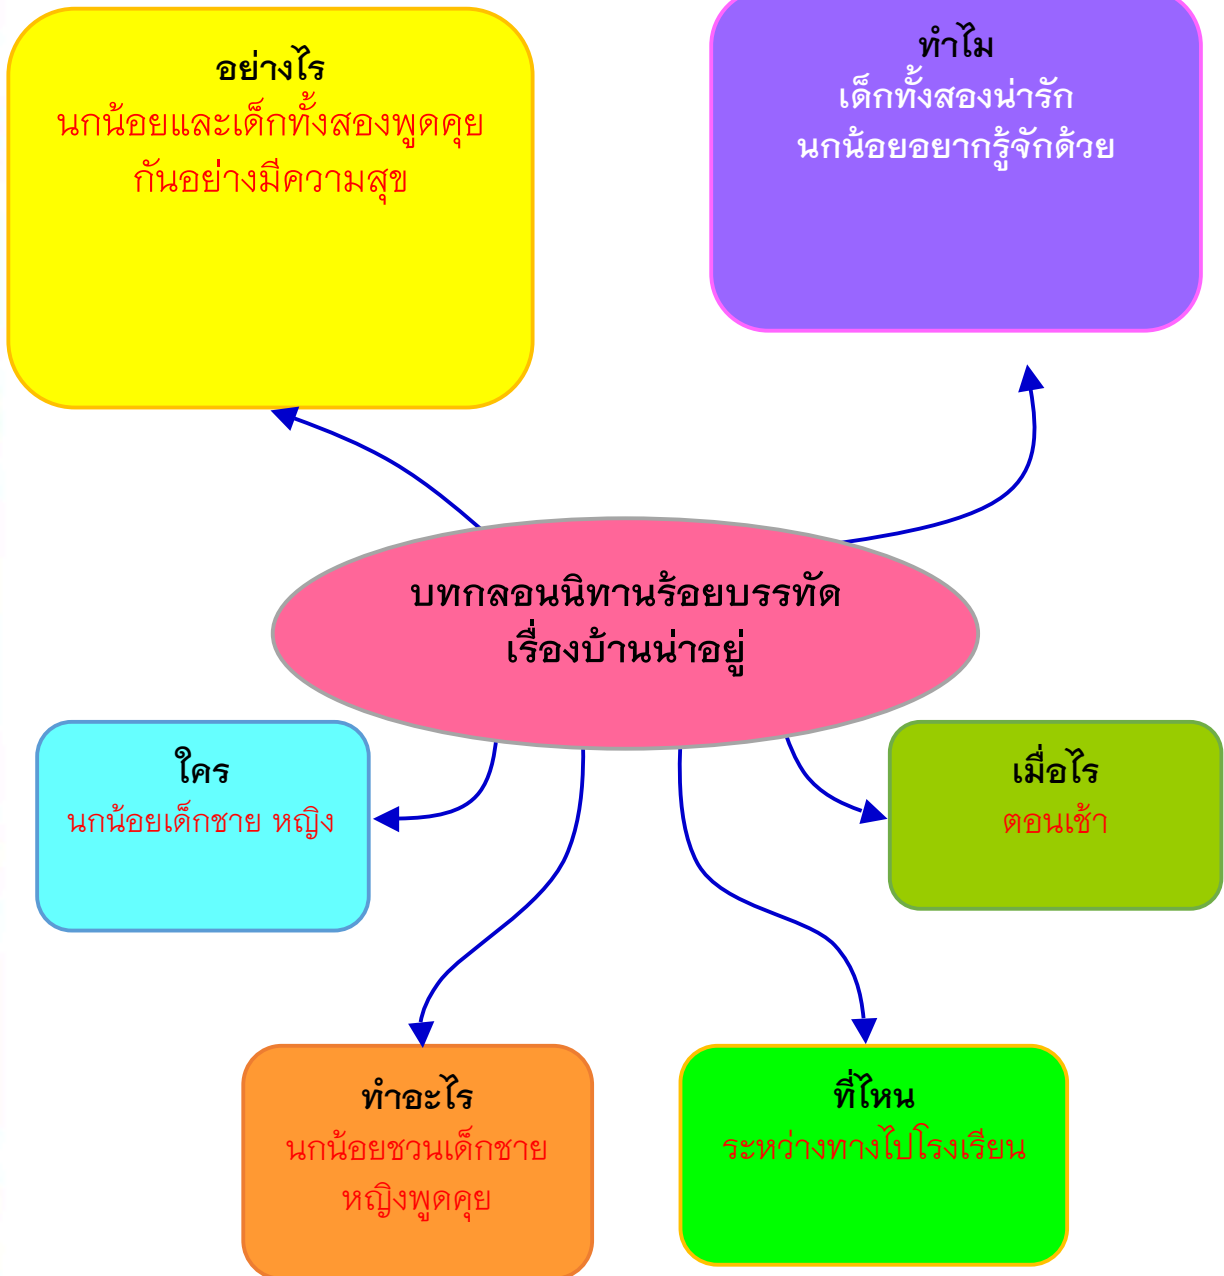 อย่างไร
นกน้อยและเด็กทั้งสองพูดคุย
กันอย่างมีความสุข
ทำไม
เด็กทั้งสองน่ารัก
นกน้อยอยากรู้จักด้วย
บทกลอนนิทานร้อยบรรทัด
เรื่องบ้านน่าอยู่
ใคร
นกน้อยเด็กชาย หญิง
เมื่อไร
ตอนเช้า
ทำอะไร
นกน้อยชวนเด็กชาย
หญิงพูดคุย
ที่ไหน
ระหว่างทางไปโรงเรียน